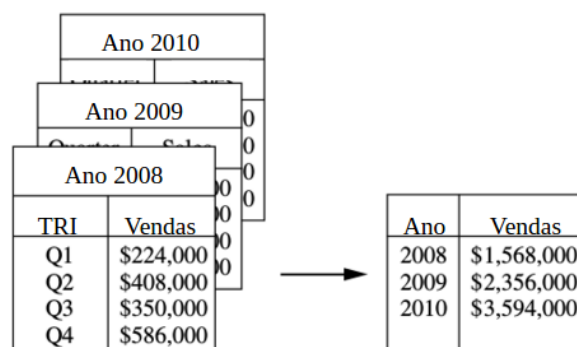 Ano 2010
Ano 2009
Quarter Sales
Ano 2008
TRI Vendas
Q1 $224,000
Q2 $408,000
Q3 $350,000
Q4 $586,000
Ano Vendas
2008 $1,568,000
2009 $2,356,000
2010 $3,594,000